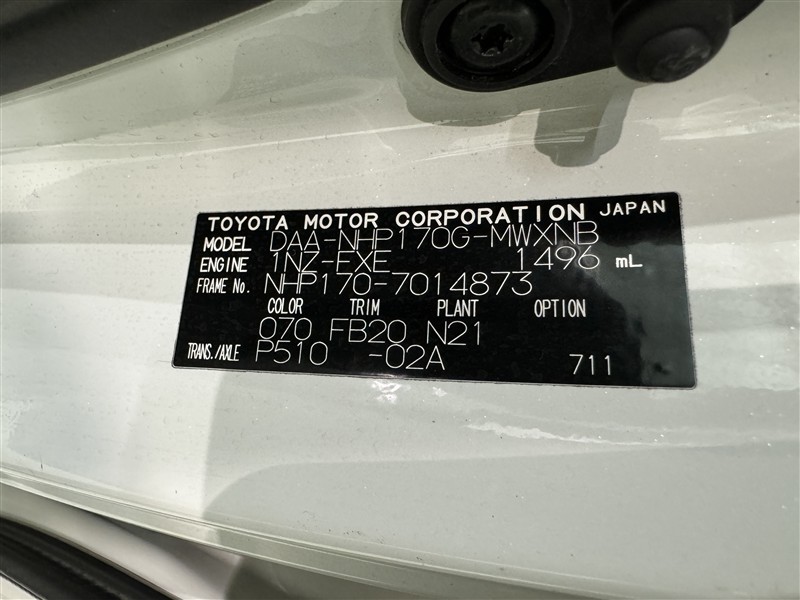 TOYOTA MOTOR CORPORATION JAPAN
MODEL DAA-NHP170G-MWXNB
ENGINE 1NZ-EXE 1496 mL
FRAME No. NHP170-7014873
COLOR TRIM PLANT OPTION
070 FB20 N21
TRANS./AXLE P510 -02A 711